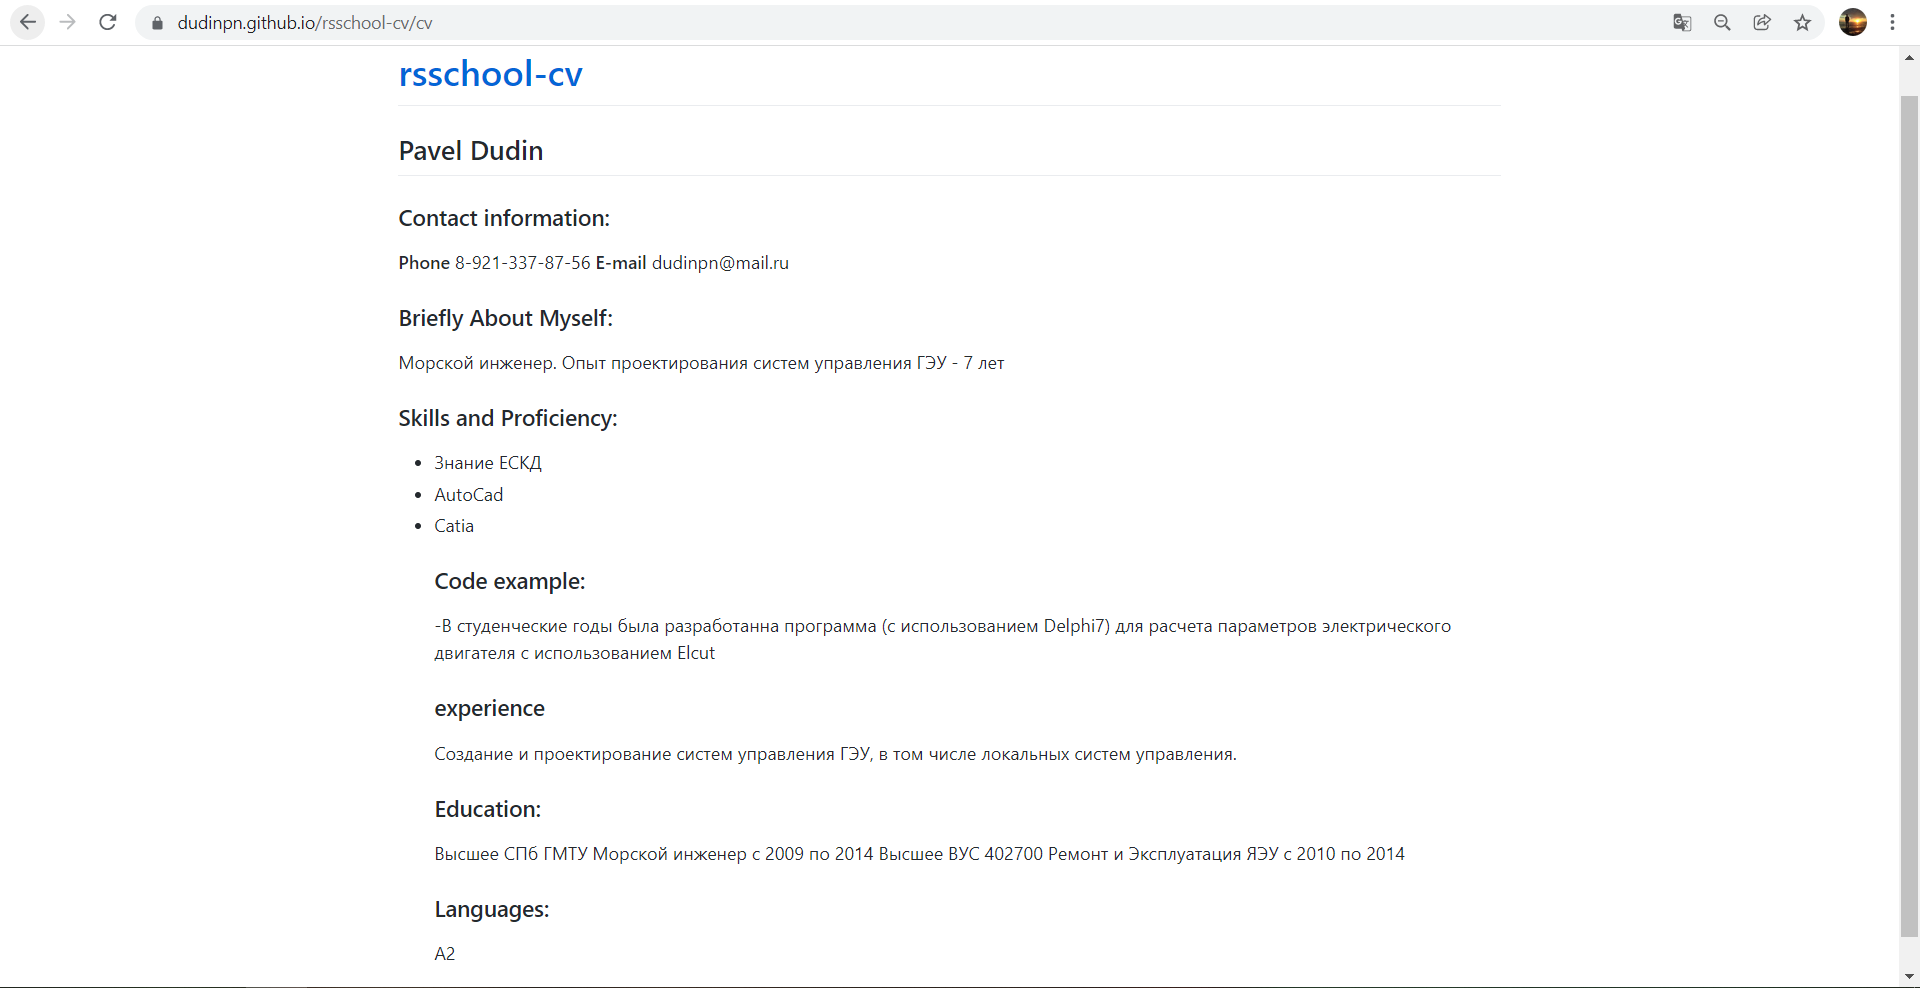 dudinpn.github.io/rsschool-cv/cv
rsschool-cv
Pavel Dudin
Contact information:
Phone 8-921-337-87-56 E-mail dudinpn@mail.ru
Briefly About Myself:
Морской инженер. Опыт проектирования систем управления ГЭУ - 7 лет
Skills and Proficiency:
Знание ЕСКД
AutoCad
Catia
Code example:
-В студенческие годы была разработанна программа (с использованием Delphi7) для расчета параметров электрического
двигателя с использованием Elcut
experience
Создание и проектирование систем управления ГЭУ, в том числе локальных систем управления.
Education:
Высшее СПб ГМТУ Морской инженер с 2009 по 2014 Высшее ВУС 402700 Ремонт и Эксплуатация ЯЭУ с 2010 по 2014
Languages:
A2